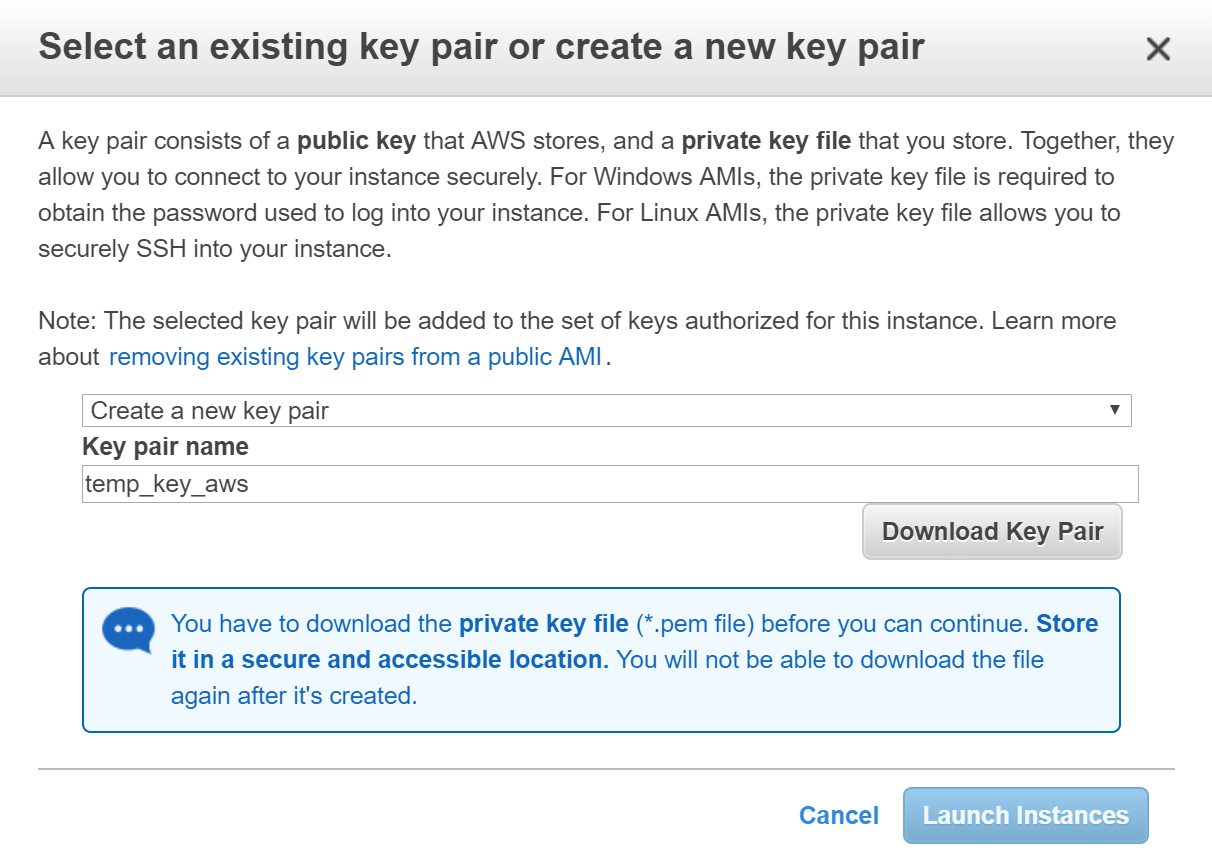 Select an existing key pair or create a new key pair
A key pair consists of a public key that AWS stores, and a private key file that you store. Together, they
allow you to connect to your instance securely. For Windows AMIs, the private key file is required to
obtain the password used to log into your instance. For Linux AMIs, the private key file allows you to
securely SSH into your instance.
Note: The selected key pair will be added to the set of keys authorized for this instance. Learn more
about removing existing key pairs from a public AMI.
Create a new key pair
Key pair name
temp_key_aws
Download Key Pair
You have to download the private key file (*.pem file) before you can continue. Store
it in a secure and accessible location. You will not be able to download the file
again after it's created.
Cancel Launch Instances